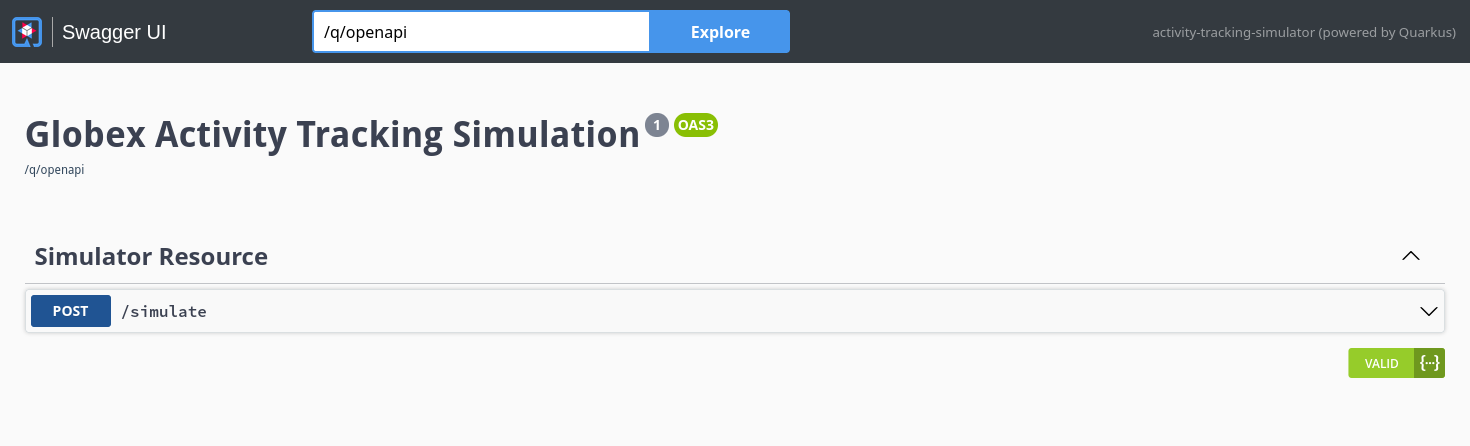 Swagger UI
/q/openapi
Explore
activity-tracking-simulator (powered by Quarkus)
Globex Activity Tracking Simulation 1 OAS3
/q/openapi
Simulator Resource
POST /simulate
VALID {···}